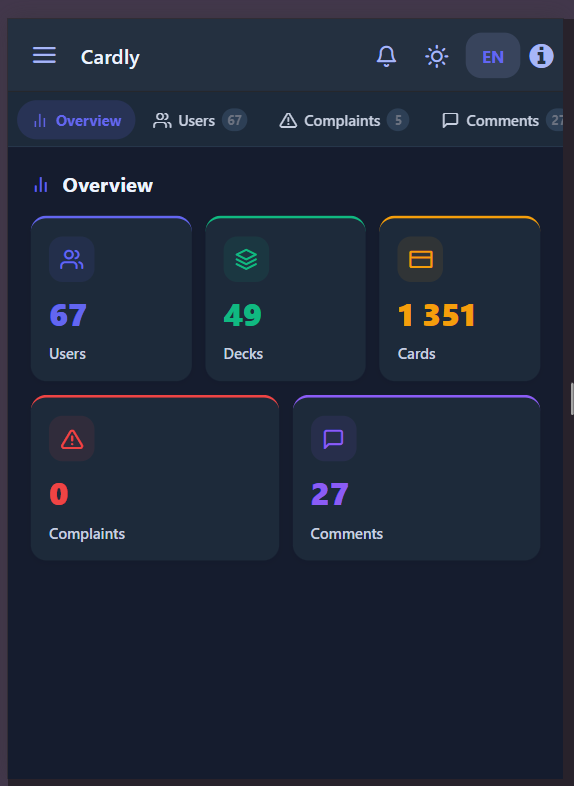 Cardly EN
Overview Users 67 Complaints 5 Comments 27
Overview
67 49 1 351
Users Decks Cards
0 27
Complaints Comments